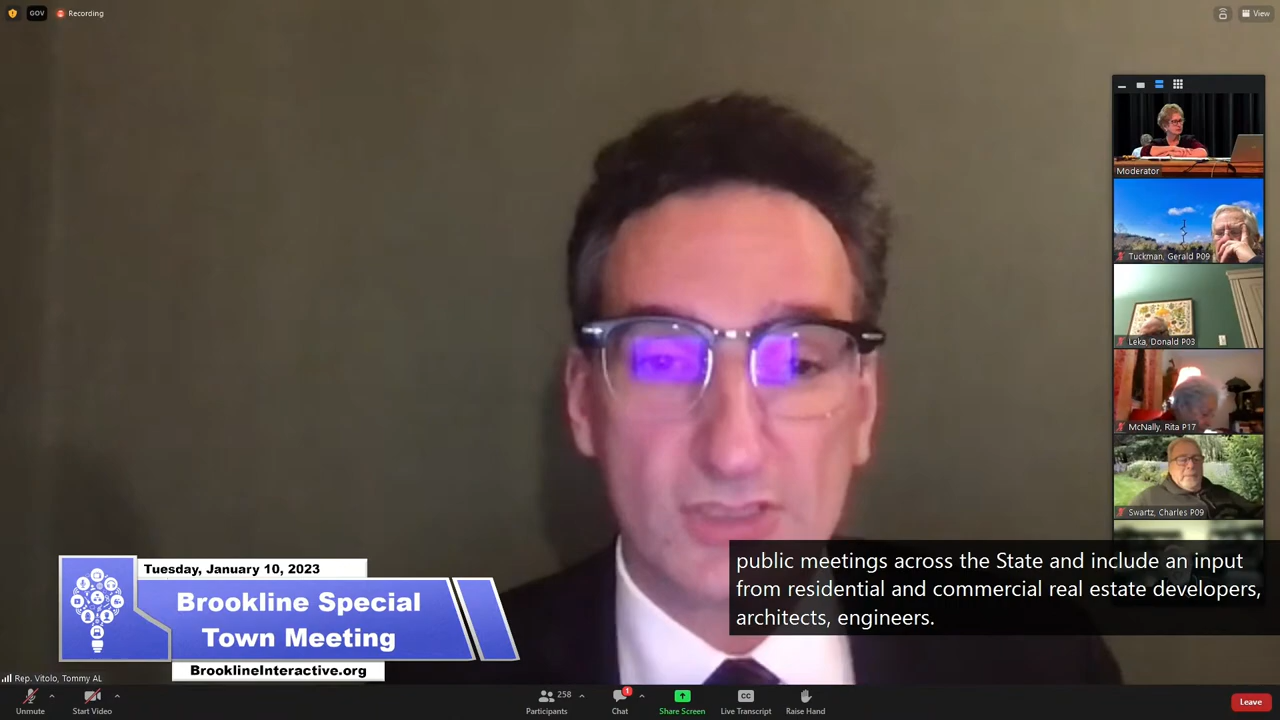 GOV
Recording
View
Moderator
Tuckman, Gerald P09
Leka, Donald P03
McNally, Rita P17
Swartz, Charles P09
public meetings across the State and include an input
from residential and commercial real estate developers,
architects, engineers.
Tuesday, January 10, 2023
Brookline Special
Town Meeting
BrooklineInteractive.org
Rep. Vitolo, Tommy AL
Unmute
Start Video
258
Participants
1
Chat
Share Screen
CC
Live Transcript
Raise Hand
Leave